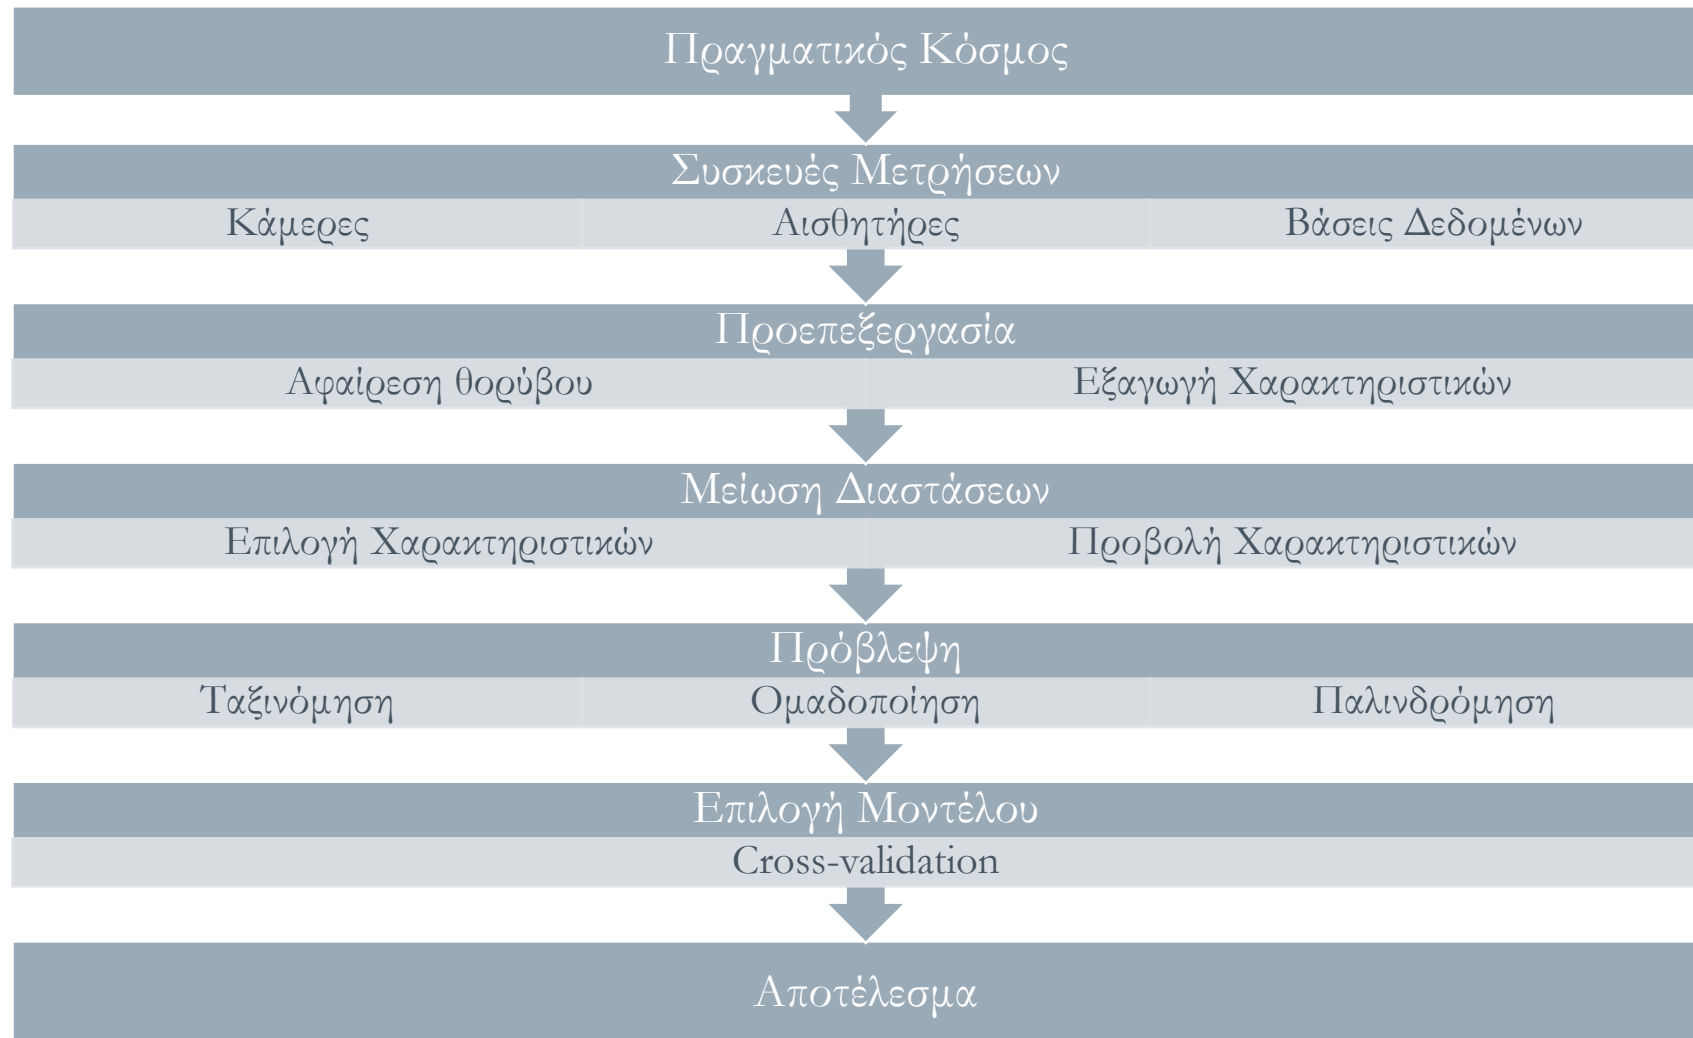 Πραγματικός Κόσμος
Συσκευές Μετρήσεων
Κάμερες Αισθητήρες Βάσεις Δεδομένων
Προεπεξεργασία
Αφαίρεση θορύβου Εξαγωγή Χαρακτηριστικών
Μείωση Διαστάσεων
Επιλογή Χαρακτηριστικών Προβολή Χαρακτηριστικών
Πρόβλεψη
Ταξινόμηση Ομαδοποίηση Παλινδρόμηση
Επιλογή Μοντέλου
Cross-validation
Αποτέλεσμα